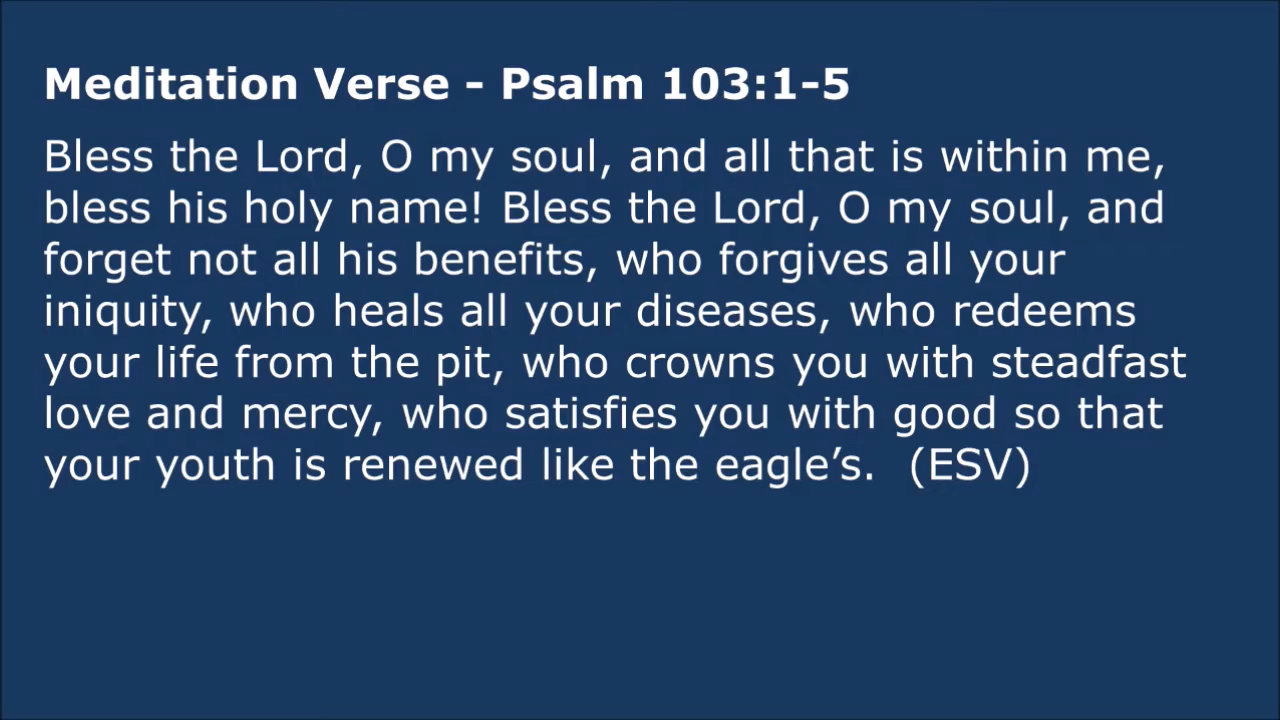 Meditation Verse - Psalm 103:1-5
Bless the Lord, O my soul, and all that is within me,
bless his holy name! Bless the Lord, O my soul, and
forget not all his benefits, who forgives all your
iniquity, who heals all your diseases, who redeems
your life from the pit, who crowns you with steadfast
love and mercy, who satisfies you with good so that
your youth is renewed like the eagle’s.  (ESV)